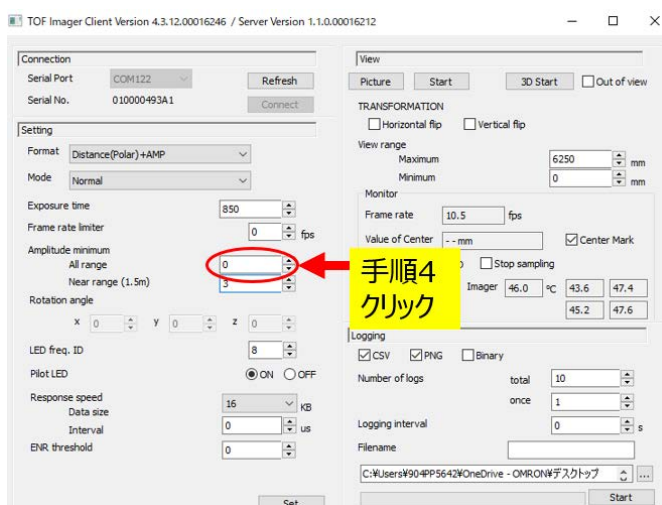 TOF Imager Client Version 4.3.12.00016246 / Server Version 1.1.0.00016212
Connection
Serial Port COM122 Refresh
Serial No. 010000493A1 Connect
Setting
Format Distance(Polar)+AMP
Mode Normal
Exposure time 850
Frame rate limiter 0 fps
Amplitude minimum
All range 0
Near range (1.5m) 3
Rotation angle
X 0 Y 0 Z 0
LED freq. ID 8
Pilot LED ON OFF
Response speed
Data size 16 KB
Interval 0 us
ENR threshold 0
Set
View
Picture Start 3D Start Out of view
TRANSFORMATION
Horizontal flip Vertical flip
View range
Maximum 6250 mm
Minimum 0 mm
Monitor
Frame rate 10.5 fps
Value of Center - - mm Center Mark
Stop sampling
Imager 46.0 ℃ 43.6 47.4
45.2 47.6
手順4
クリック
Logging
CSV PNG Binary
Number of logs total 10
once 1
Logging interval 0 s
Filename
C:¥Users¥904PP5642¥OneDrive - OMRON¥デスクトップ ...
Start